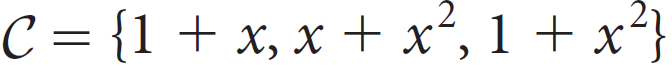 𝒞 = {1 + x, x + x², 1 + x²}